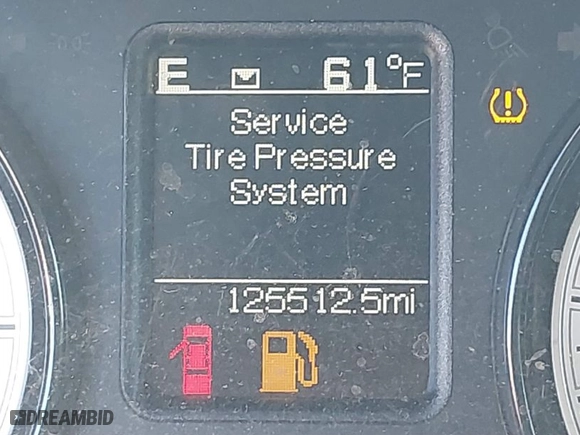 E 61°F
Service
Tire Pressure
System
125512.5mi
DREAMBID